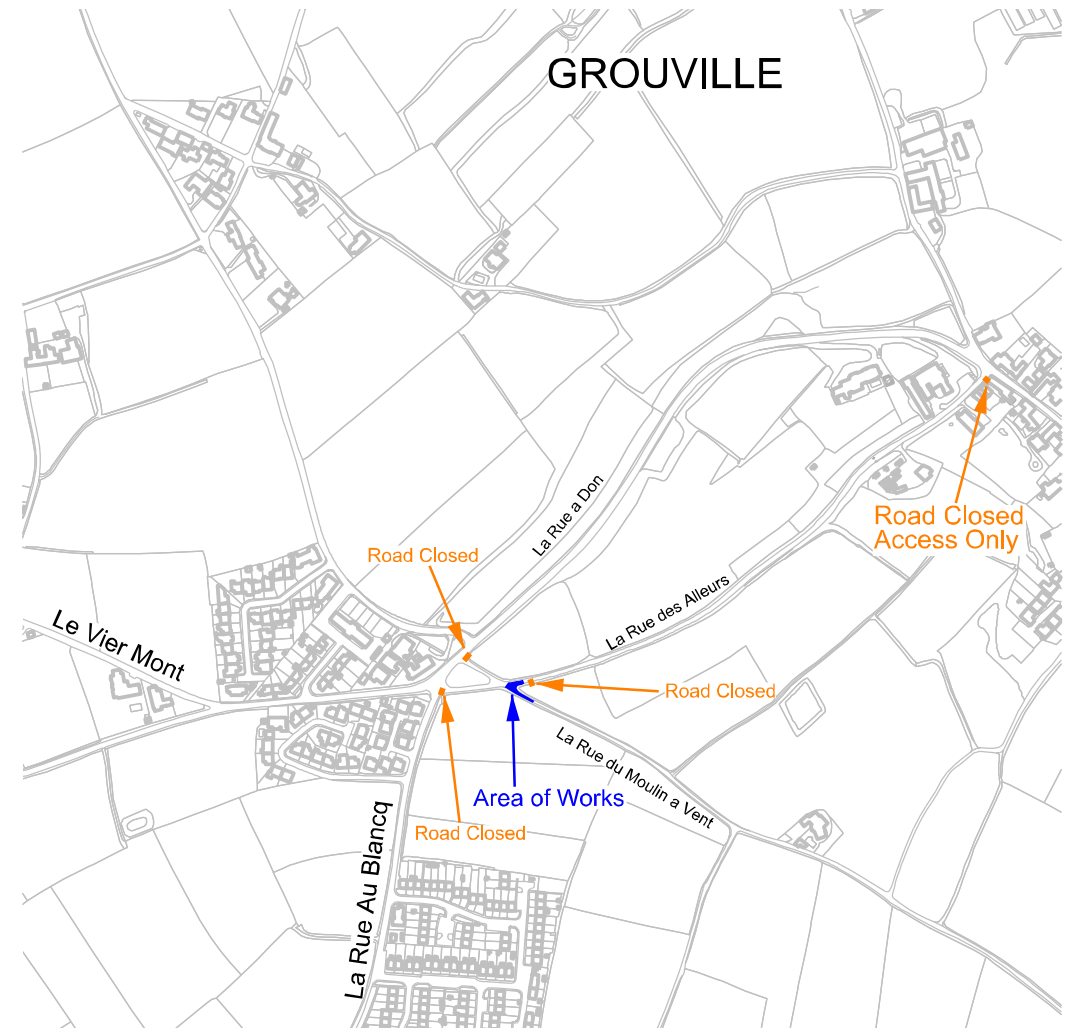 GROUVILLE
La Rue a Don
Road Closed
Access Only
Road Closed
La Rue des Alleurs
Le Vier Mont
Road Closed
La Rue du Moulin a Vent
Area of Works
Road Closed
La Rue Au Blancq